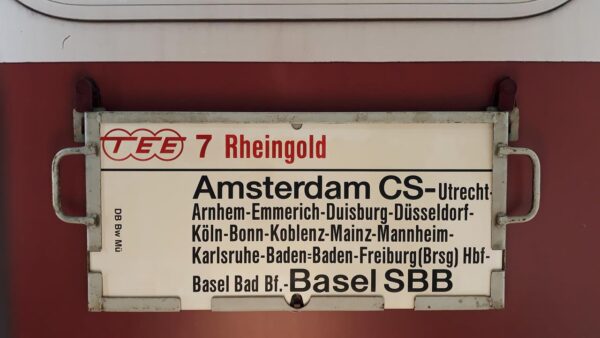 TEE 7 Rheingold
Amsterdam CS-Utrecht-
Arnhem-Emmerich-Duisburg-Düsseldorf-
Köln-Bonn-Koblenz-Mainz-Mannheim-
Karlsruhe-Baden=Baden-Freiburg(Brsg) Hbf-
Basel Bad Bf.-Basel SBB
DB Bw Mü